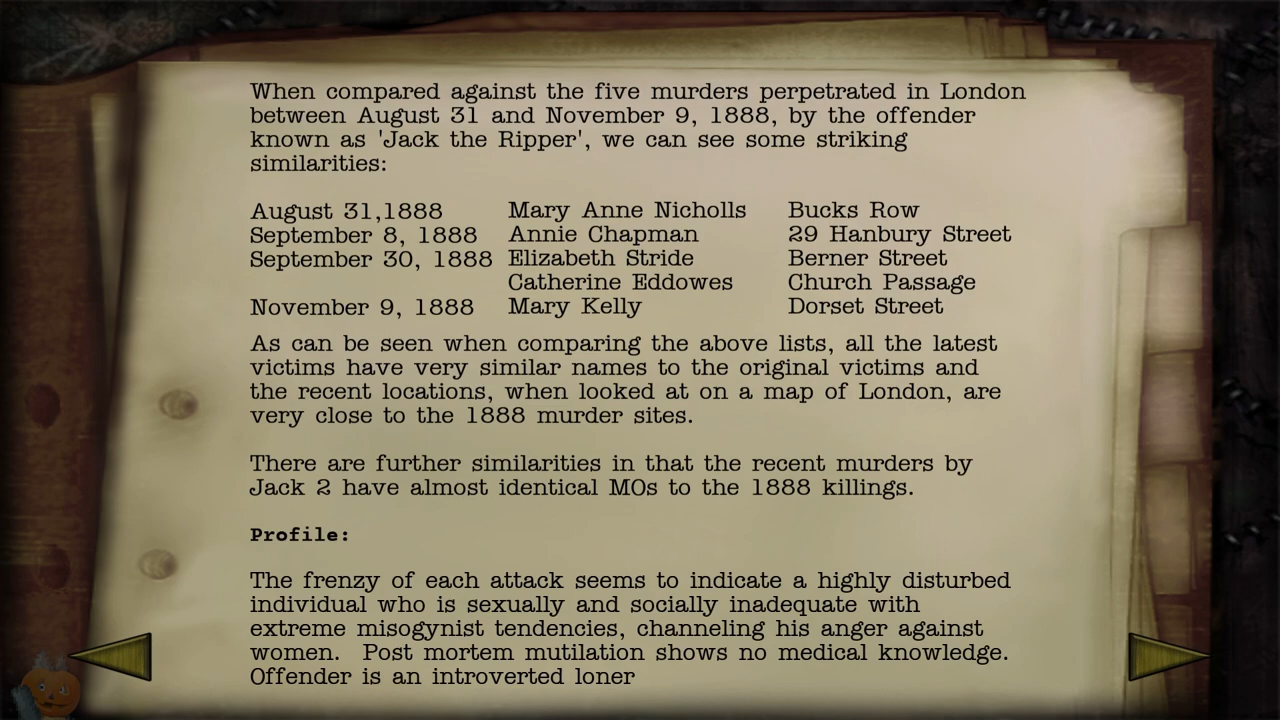 When compared against the five murders perpetrated in London
between August 31 and November 9, 1888, by the offender
known as 'Jack the Ripper', we can see some striking
similarities:
August 31,1888 Mary Anne Nicholls Bucks Row
September 8, 1888 Annie Chapman 29 Hanbury Street
September 30, 1888 Elizabeth Stride Berner Street
Catherine Eddowes Church Passage
November 9, 1888 Mary Kelly Dorset Street
As can be seen when comparing the above lists, all the latest
victims have very similar names to the original victims and
the recent locations, when looked at on a map of London, are
very close to the 1888 murder sites.
There are further similarities in that the recent murders by
Jack 2 have almost identical MOs to the 1888 killings.
Profile:
The frenzy of each attack seems to indicate a highly disturbed
individual who is sexually and socially inadequate with
extreme misogynist tendencies, channeling his anger against
women.  Post mortem mutilation shows no medical knowledge.
Offender is an introverted loner